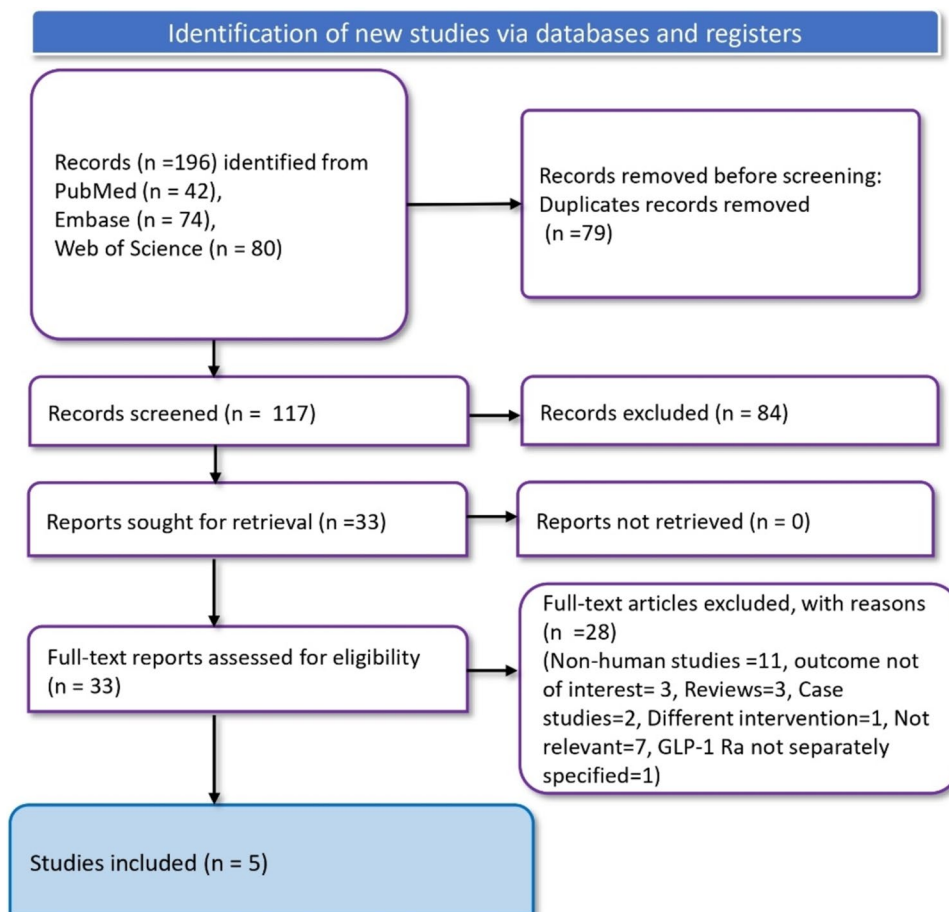 Identification of new studies via databases and registers
Records (n =196) identified from
PubMed (n = 42),
Embase (n = 74),
Web of Science (n = 80)
Records removed before screening:
Duplicates records removed
(n =79)
Records screened (n = 117)
Records excluded (n = 84)
Reports sought for retrieval (n =33)
Reports not retrieved (n = 0)
Full-text reports assessed for eligibility
(n = 33)
Full-text articles excluded, with reasons
(n =28)
(Non-human studies =11, outcome not
of interest= 3, Reviews=3, Case
studies=2, Different intervention=1, Not
relevant=7, GLP-1 Ra not separately
specified=1)
Studies included (n = 5)